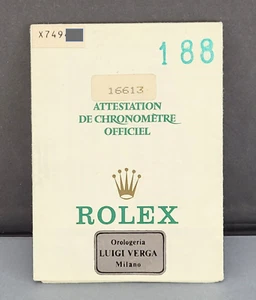 X749
188
16613
ATTESTATION
DE CHRONOMÈTRE
OFFICIEL
ROLEX
Orologeria
LUIGI VERGA
Milano